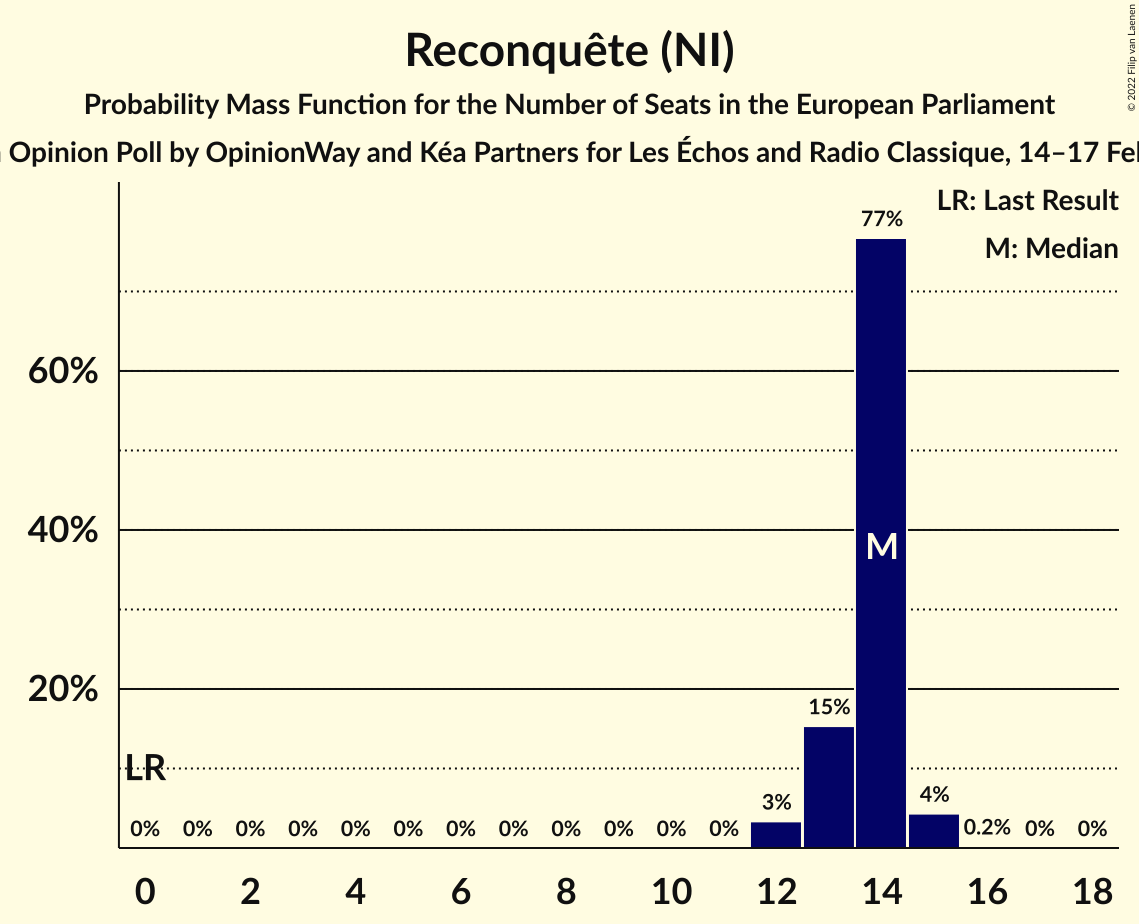 Reconquête (NI)
Probability Mass Function for the Number of Seats in the European Parliament
Opinion Poll by OpinionWay and Kéa Partners for Les Échos and Radio Classique, 14–17
© 2022 Filip van Laenen
LR: Last Result
M: Median
77%
60%
40%
M
20%
15%
LR
3%
4%
0% 0% 0% 0% 0% 0% 0% 0% 0% 0% 0% 0% 0.2% 0% 0%
0 2 4 6 8 10 12 14 16 18